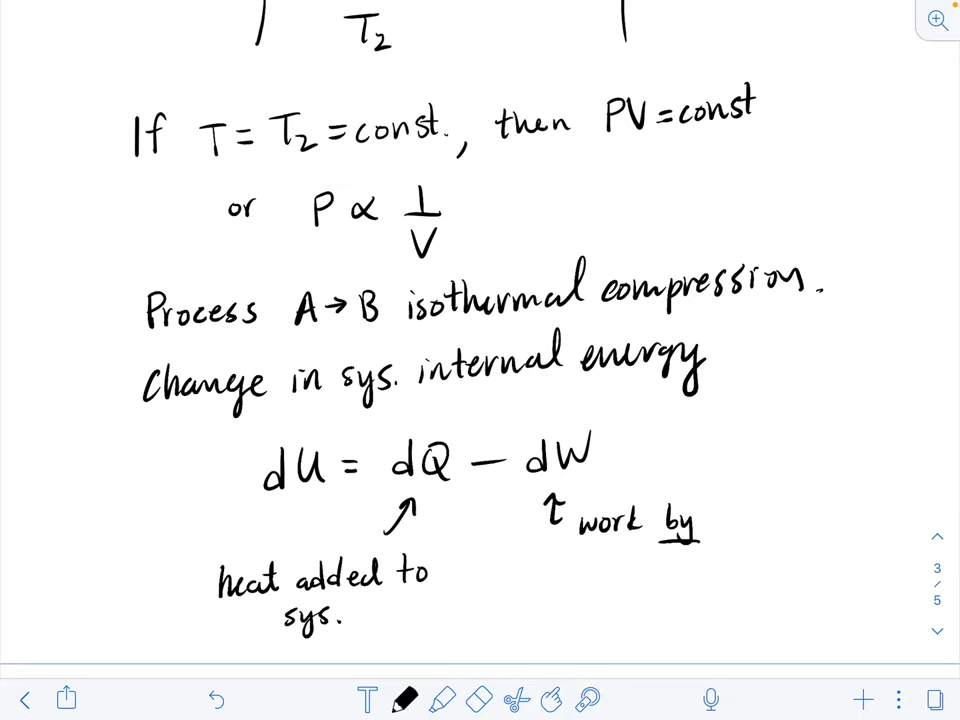 T₂
If T = T₂ = const., then PV = const
or P ∝ 1/V
Process A → B isothermal compression.
Change in sys. internal energy
dU = dQ - dW
↑ work by
heat added to
sys.
3
/
5
T